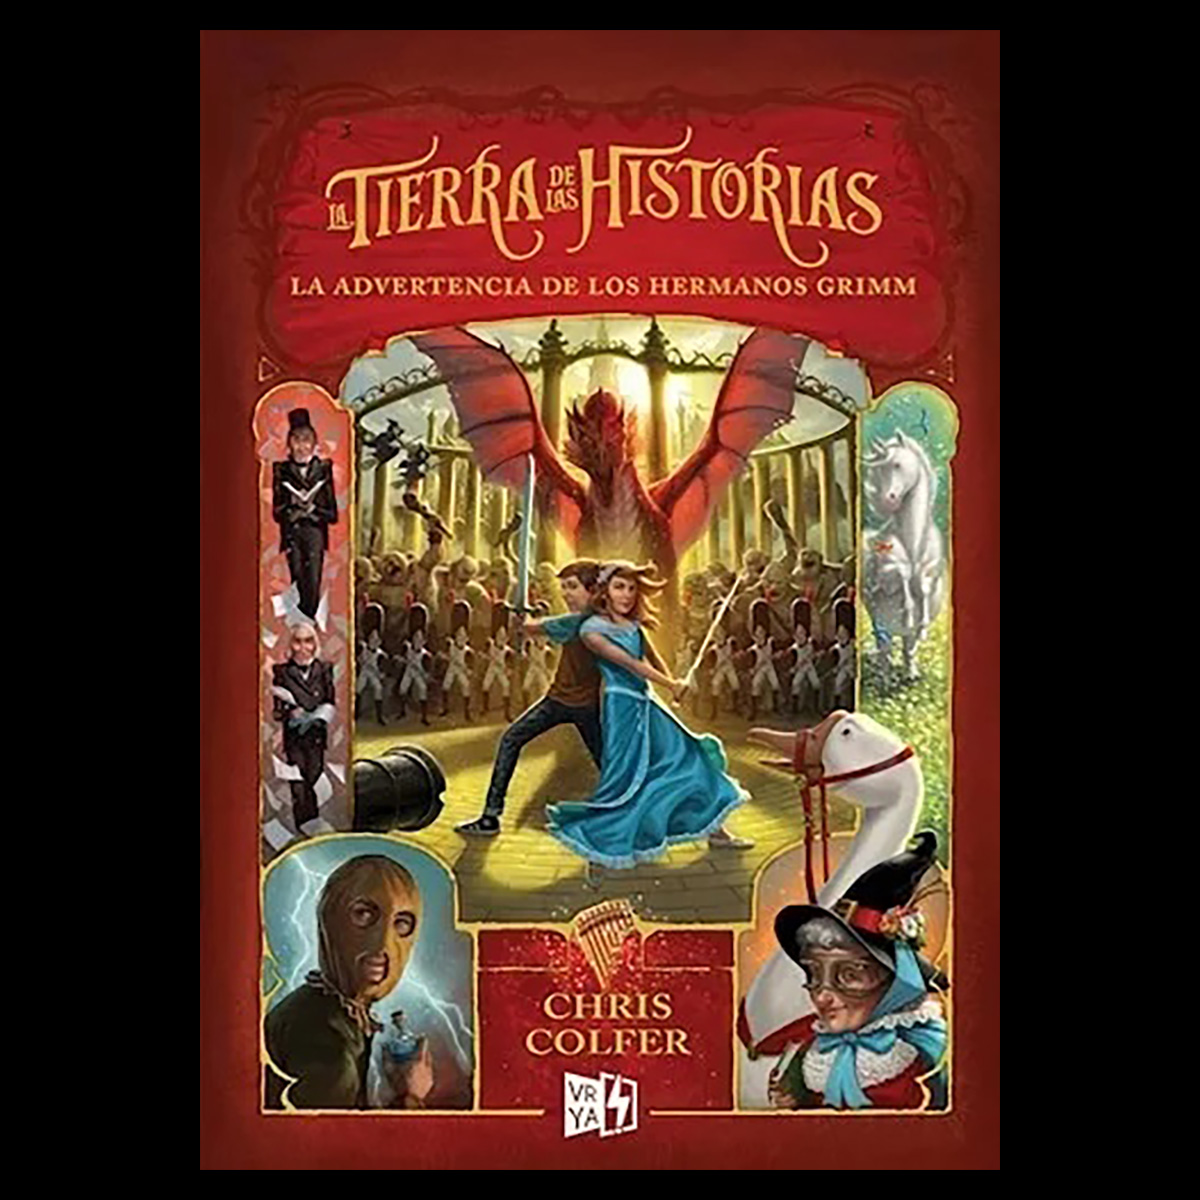 LA TIERRA DE LAS HISTORIAS
LA ADVERTENCIA DE LOS HERMANOS GRIMM
CHRIS
COLFER
VR
YA